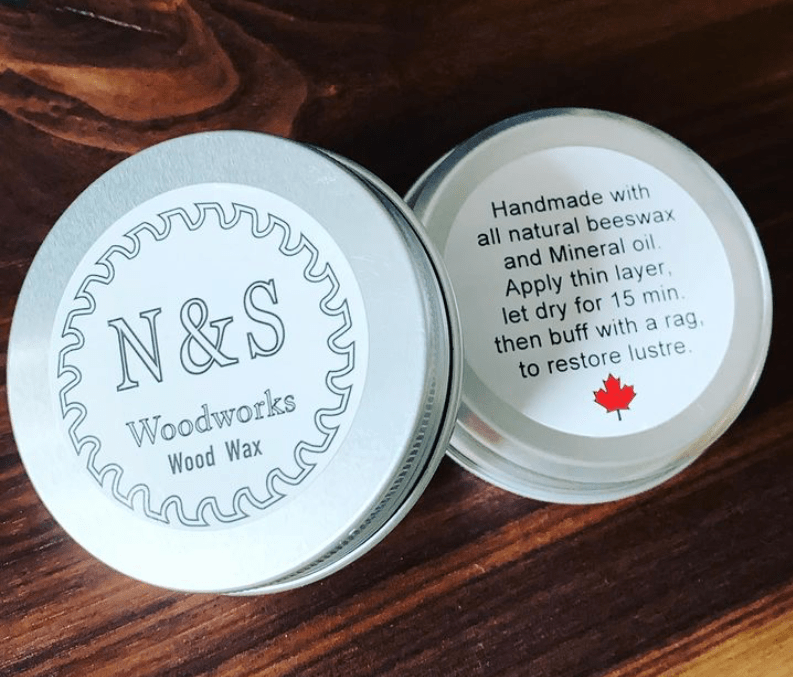 N&S
Woodworks
Wood Wax
Handmade with
all natural beeswax
and Mineral oil.
Apply thin layer,
let dry for 15 min.
then buff with a rag,
to restore lustre.